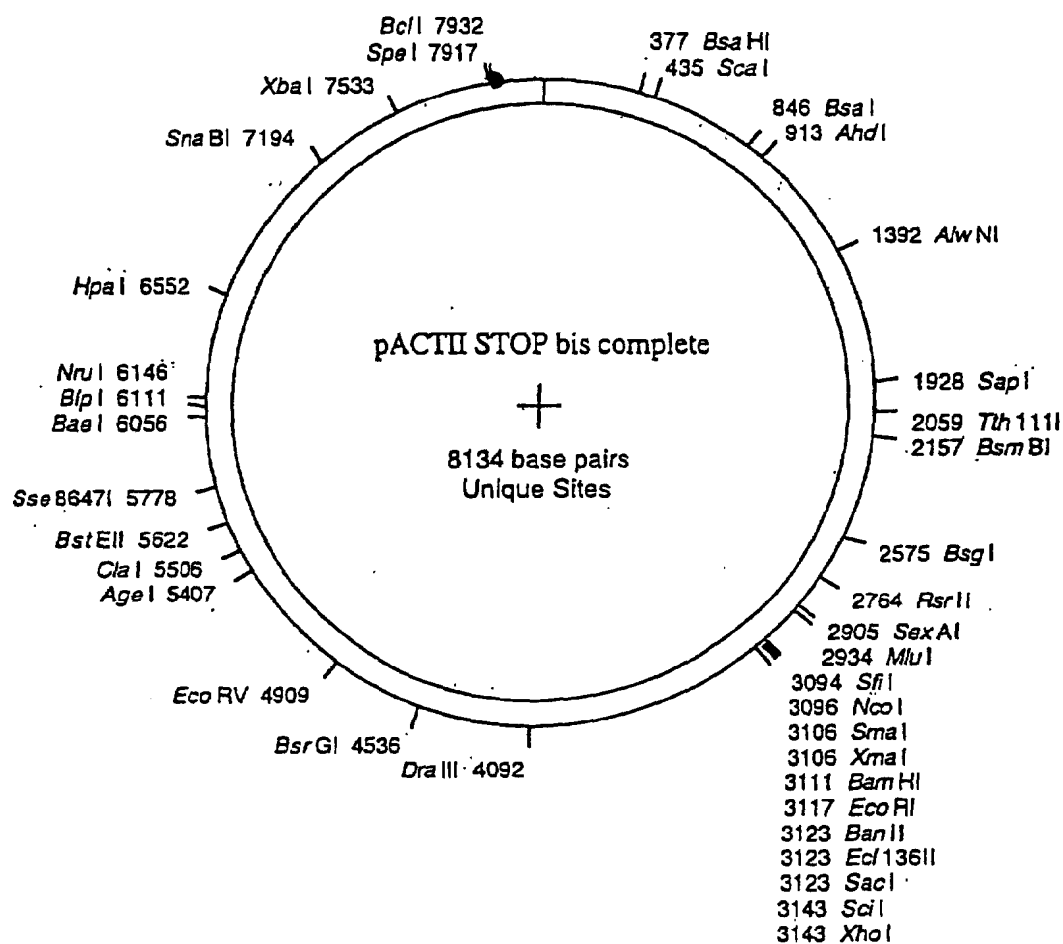 BclI 7932
SpeI 7917
XbaI 7533
SnaBI 7194
HpaI 6552
NruI 6146
BlpI 6111
BaeI 6056
Sse8647I 5778
BstEII 5622
ClaI 5506
AgeI 5407
EcoRV 4909
BsrGI 4536
DraIII 4092
377 BsaHI
435 ScaI
846 BsaI
913 AhdI
1392 AlwNI
1928 SapI
2059 Tth111I
2157 BsmBI
2575 BsgI
2764 RsrII
2905 SexAI
2934 MluI
3094 SfiI
3096 NcoI
3106 SmaI
3106 XmaI
3111 BamHI
3117 EcoRI
3123 BanII
3123 Ecl136II
3123 SacI
3143 SciI
3143 XhoI
pACTII STOP bis complete
8134 base pairs
Unique Sites